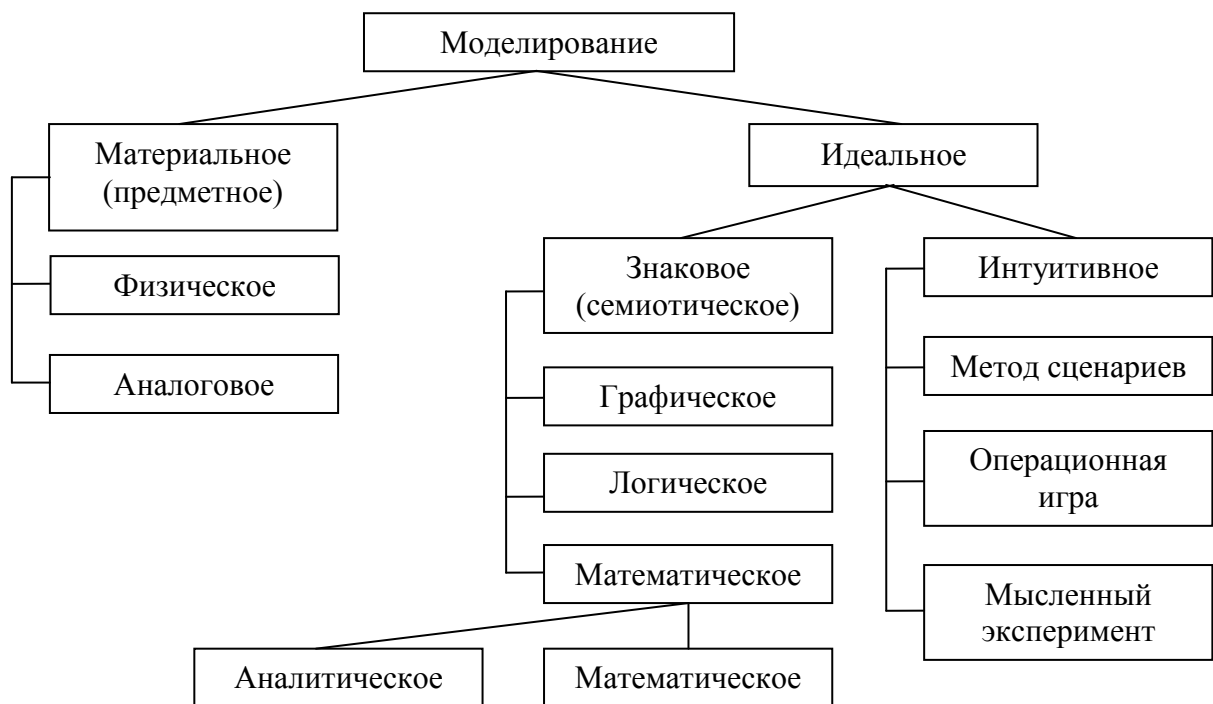 Моделирование
Материальное
(предметное)
Идеальное
Физическое
Аналоговое
Знаковое
(семиотическое)
Графическое
Логическое
Математическое
Аналитическое
Математическое
Интуитивное
Метод сценариев
Операционная
игра
Мысленный
эксперимент